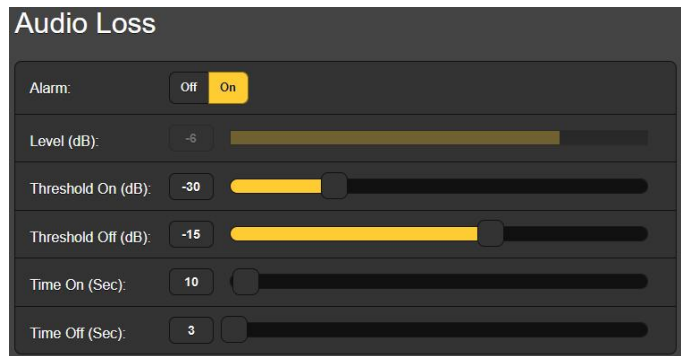 Audio Loss
Alarm: Off On
Level (dB): -6
Threshold On (dB): -30
Threshold Off (dB): -15
Time On (Sec): 10
Time Off (Sec): 3